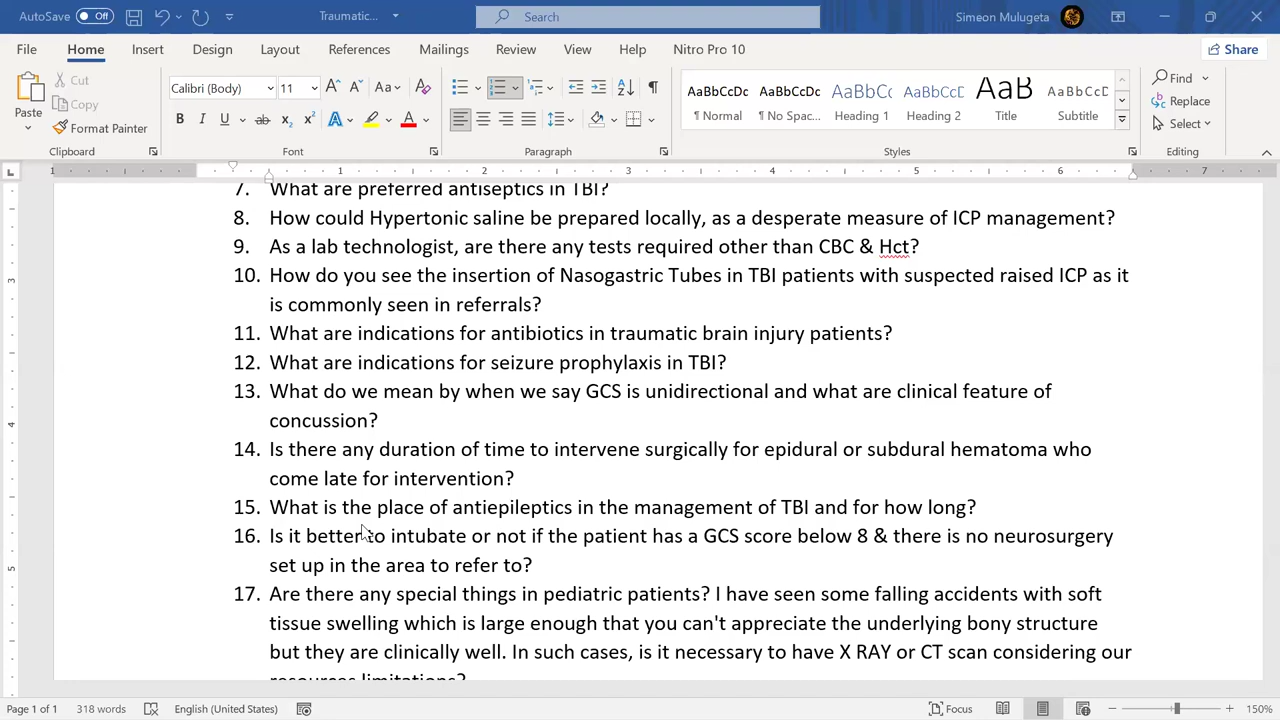 AutoSave Off Traumatic... Search Simeon Mulugeta
File Home Insert Design Layout References Mailings Review View Help Nitro Pro 10 Share
Paste Cut Copy Format Painter Clipboard
Calibri (Body) 11 Font
Paragraph
AaBbCcDc AaBbCcDc AaBbCc AaBbCcD AaB AaBbCcD
¶ Normal ¶ No Spac... Heading 1 Heading 2 Title Subtitle
Styles
Find Replace Select Editing
1 1 2 3 4 5 6 7
7. What are preferred antiseptics in TBI?
8. How could Hypertonic saline be prepared locally, as a desperate measure of ICP management?
9. As a lab technologist, are there any tests required other than CBC & Hct?
10. How do you see the insertion of Nasogastric Tubes in TBI patients with suspected raised ICP as it
is commonly seen in referrals?
11. What are indications for antibiotics in traumatic brain injury patients?
12. What are indications for seizure prophylaxis in TBI?
13. What do we mean by when we say GCS is unidirectional and what are clinical feature of
concussion?
14. Is there any duration of time to intervene surgically for epidural or subdural hematoma who
come late for intervention?
15. What is the place of antiepileptics in the management of TBI and for how long?
16. Is it better to intubate or not if the patient has a GCS score below 8 & there is no neurosurgery
set up in the area to refer to?
17. Are there any special things in pediatric patients? I have seen some falling accidents with soft
tissue swelling which is large enough that you can't appreciate the underlying bony structure
but they are clinically well. In such cases, is it necessary to have X RAY or CT scan considering our
resources limitations?
Page 1 of 1 318 words English (United States) Focus 150%